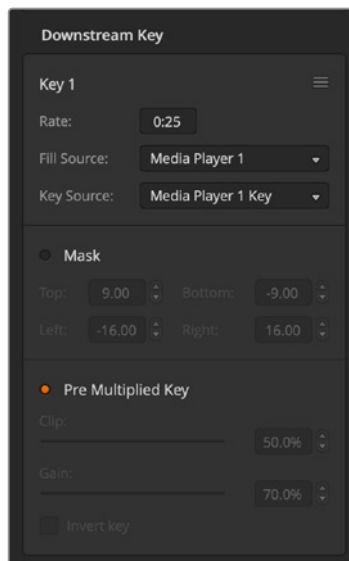 Downstream Key
Key 1
Rate: 0:25
Fill Source: Media Player 1
Key Source: Media Player 1 Key
Mask
Top: 9.00 Bottom: -9.00
Left: -16.00 Right: 16.00
Pre Multiplied Key
Clip:
50.0%
Gain:
70.0%
Invert key